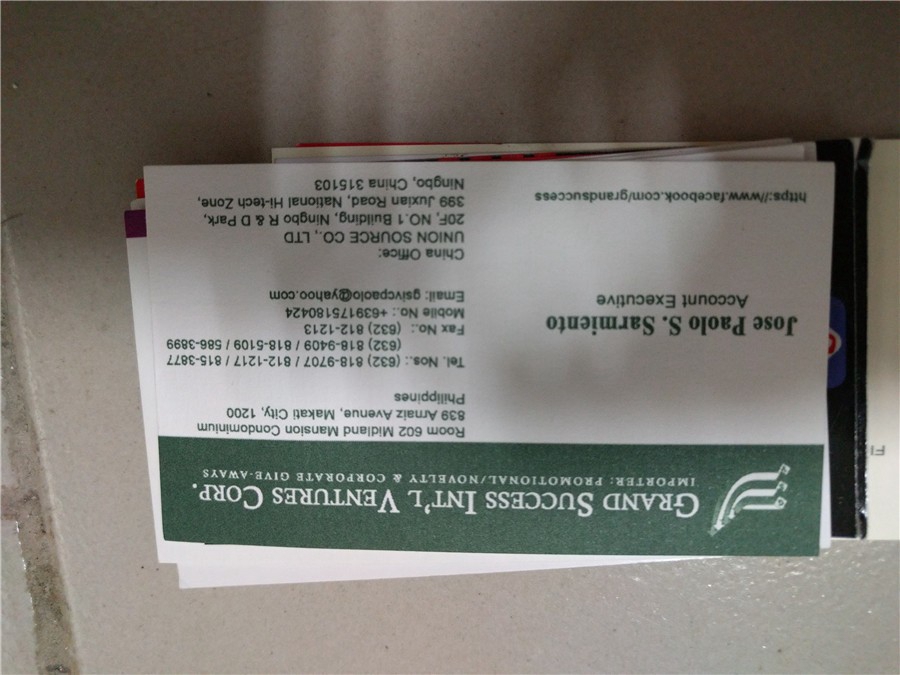 GRAND SUCCESS INT'L VENTURES CORP.
IMPORTER: PROMOTIONAL/NOVELTY & CORPORATE GIVE-AWAYS
Jose Paolo S. Sarmiento
Account Executive
https://www.facebook.com/grandsuccess
Room 602 Midland Mansion Condominium
839 Arnaiz Avenue, Makati City, 1200
Philippines
Tel. Nos.: (632) 818-9707 / 812-1217 / 815-3877
(632) 818-9409 / 818-5109 / 586-3899
Fax No.: (632) 812-1213
Mobile No.: +639175180424
Email: gsivcpaolo@yahoo.com
China Office:
UNION SOURCE CO., LTD
20F, NO.1 Building, Ningbo R & D Park,
399 Juxian Road, National Hi-tech Zone,
Ningbo, China 315103